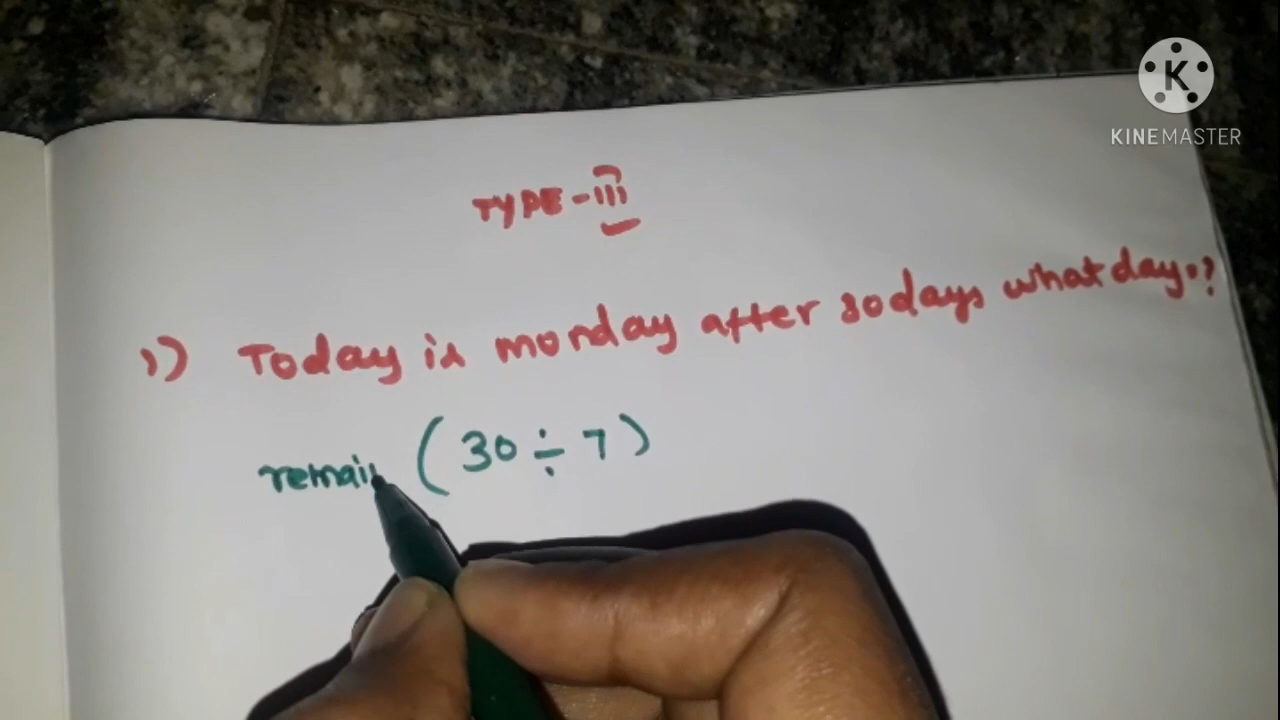 K
KINEMASTER
TYPE-III
1) Today is monday after 30days what day.?
remain (30 ÷ 7)